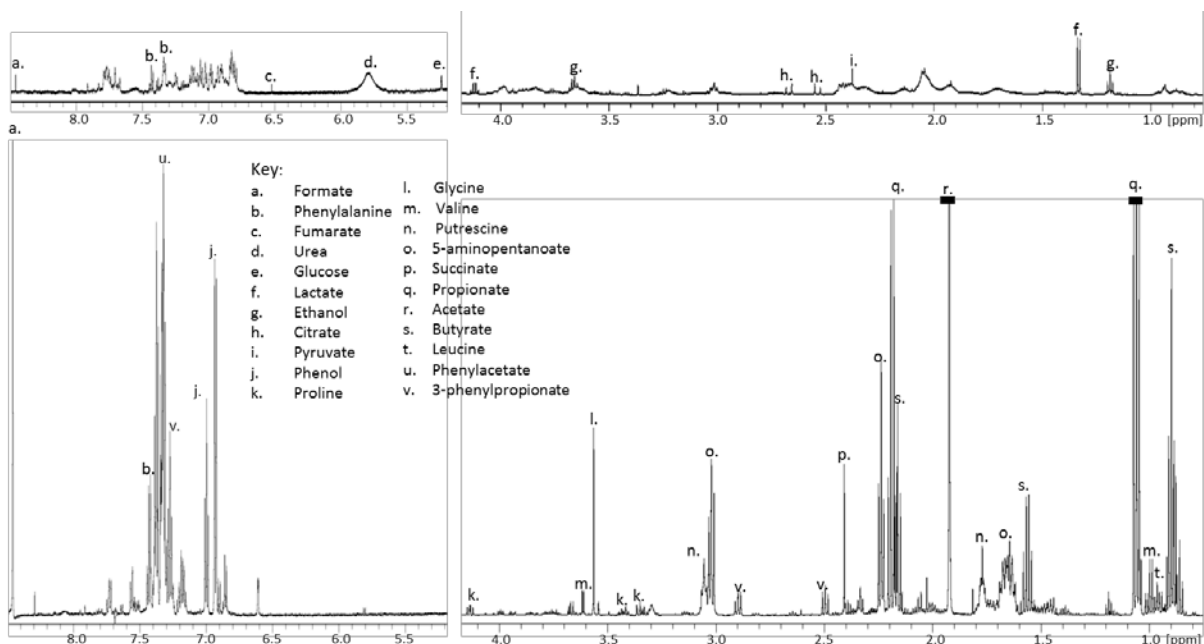 a. b. b. c. d. e.
8.0 7.5 7.0 6.5 6.0 5.5
f. g. h. h. i. f. g.
4.0 3.5 3.0 2.5 2.0 1.5 1.0 [ppm]
a.
u.
j.
j.
v.
b.
8.0 7.5 7.0 6.5 6.0 5.5
Key:
a. Formate
b. Phenylalanine
c. Fumarate
d. Urea
e. Glucose
f. Lactate
g. Ethanol
h. Citrate
i. Pyruvate
j. Phenol
k. Proline
l. Glycine
m. Valine
n. Putrescine
o. 5-aminopentanoate
p. Succinate
q. Propionate
r. Acetate
s. Butyrate
t. Leucine
u. Phenylacetate
v. 3-phenylpropionate
q. r. q.
s.
o.
s.
l.
o.
p.
n.
s.
n. o.
m.
t.
k. m. k. k. v. v.
4.0 3.5 3.0 2.5 2.0 1.5 1.0 [ppm]